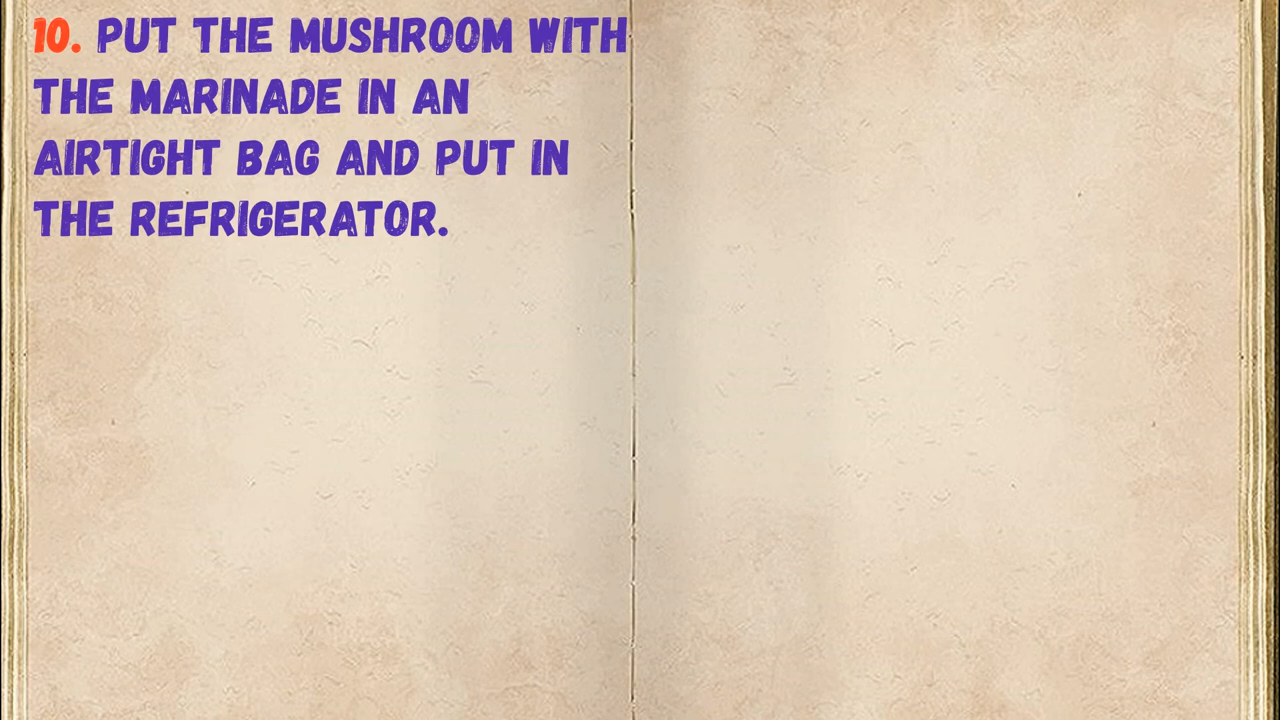 10. PUT THE MUSHROOM WITH
THE MARINADE IN AN
AIRTIGHT BAG AND PUT IN
THE REFRIGERATOR.